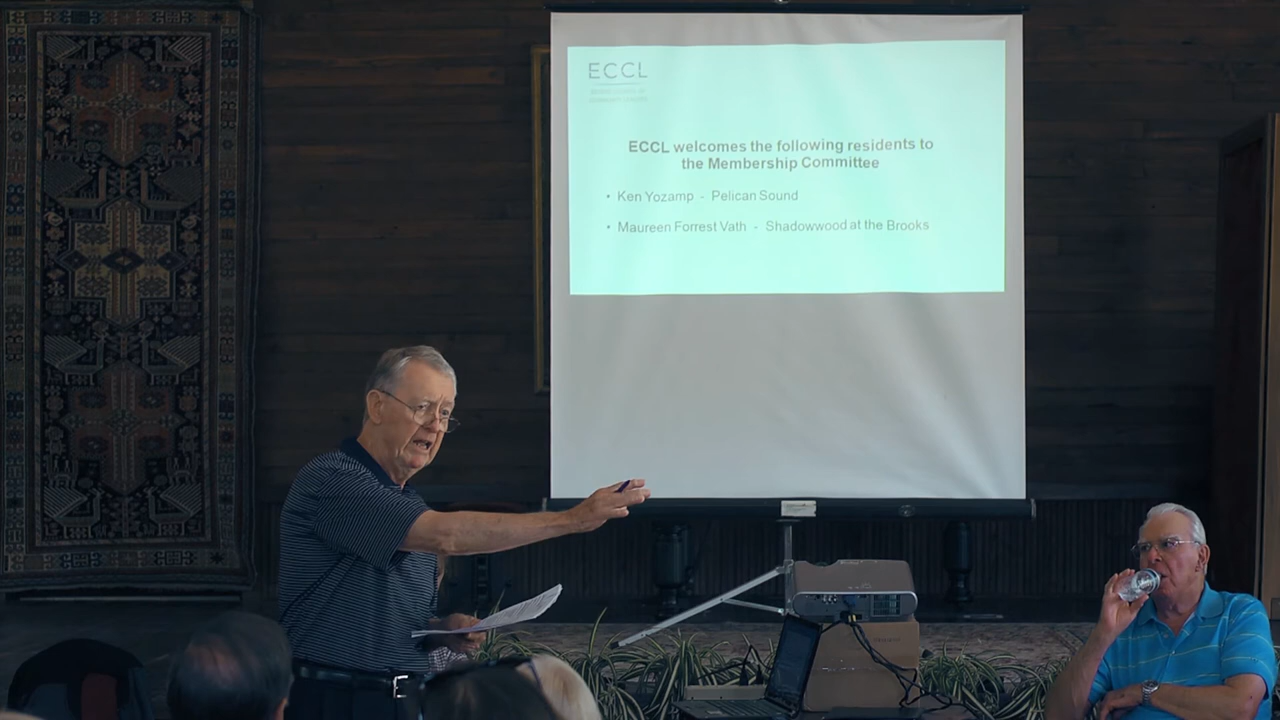 ECCL
ECCL welcomes the following residents to
the Membership Committee
• Ken Yozamp - Pelican Sound
• Maureen Forrest Vath - Shadowwood at the Brooks